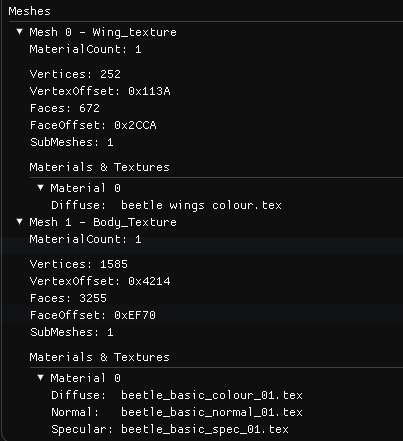 Meshes
▼ Mesh 0 - Wing_texture
MaterialCount: 1
Vertices: 252
VertexOffset: 0x113A
Faces: 672
FaceOffset: 0x2CCA
SubMeshes: 1
Materials & Textures
▼ Material 0
Diffuse: beetle wings colour.tex
▼ Mesh 1 - Body_Texture
MaterialCount: 1
Vertices: 1585
VertexOffset: 0x4214
Faces: 3255
FaceOffset: 0xEF70
SubMeshes: 1
Materials & Textures
▼ Material 0
Diffuse: beetle_basic_colour_01.tex
Normal: beetle_basic_normal_01.tex
Specular: beetle_basic_spec_01.tex